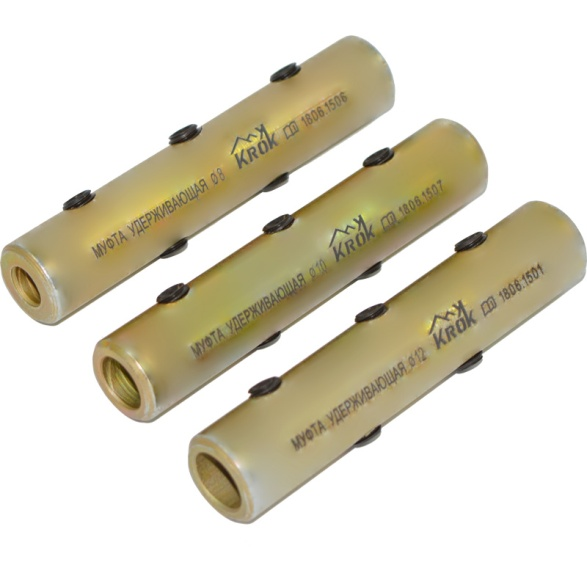 МУФТА УДЕРЖИВАЮЩАЯ ø8 KROK 1806.1506
МУФТА УДЕРЖИВАЮЩАЯ ø10 KROK 1806.1507
МУФТА УДЕРЖИВАЮЩАЯ ø12 KROK 1806.1501